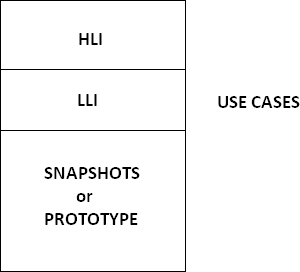 HLI
LLI
USE CASES
SNAPSHOTS
or
PROTOTYPE